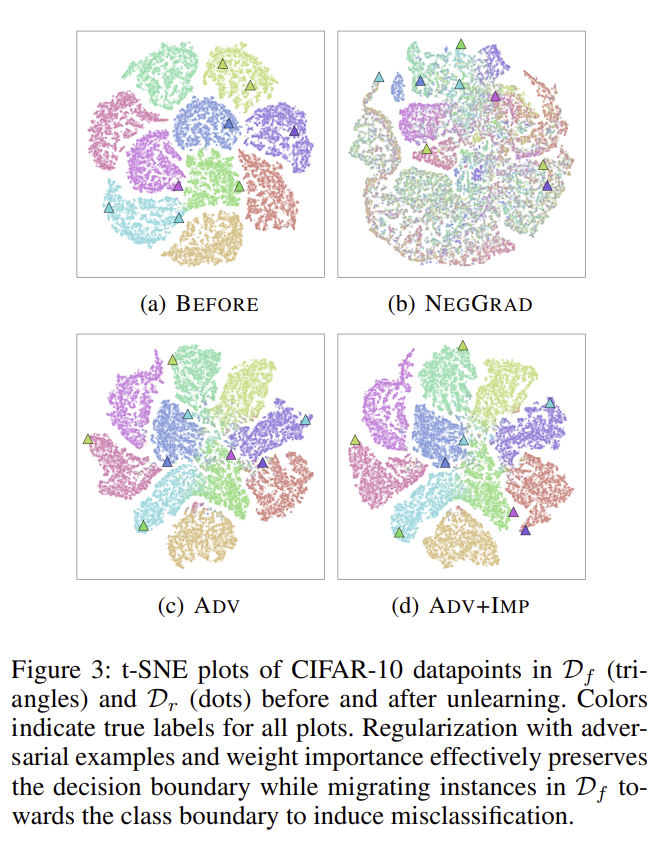 (a) BEFORE
(b) NEGGRAD
(c) ADV
(d) ADV+IMP
Figure 3: t-SNE plots of CIFAR-10 datapoints in 𝒟f (tri-
angles) and 𝒟r (dots) before and after unlearning. Colors
indicate true labels for all plots. Regularization with adver-
sarial examples and weight importance effectively preserves
the decision boundary while migrating instances in 𝒟f to-
wards the class boundary to induce misclassification.